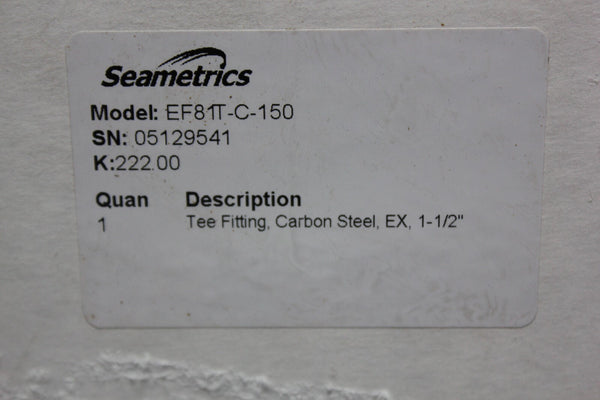 Seametrics
Model: EF81T-C-150
SN: 05129541
K:222.00
Quan Description
1 Tee Fitting, Carbon Steel, EX, 1-1/2"